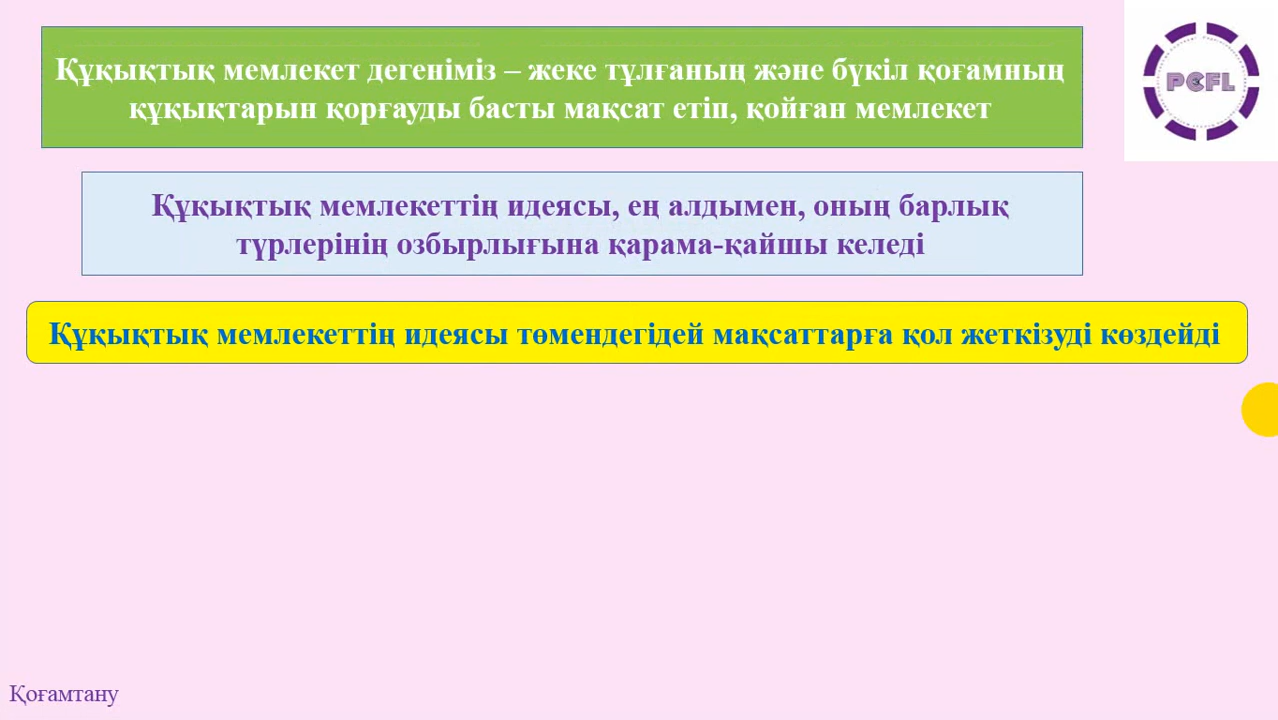 Құқықтық мемлекет дегеніміз – жеке тұлғаның және бүкіл қоғамның
құқықтарын қорғауды басты мақсат етіп, қойған мемлекет
PCFL
Құқықтық мемлекеттің идеясы, ең алдымен, оның барлық
түрлерінің озбырлығына қарама-қайшы келеді
Құқықтық мемлекеттің идеясы төмендегідей мақсаттарға қол жеткізуді көздейді
Қоғамтану